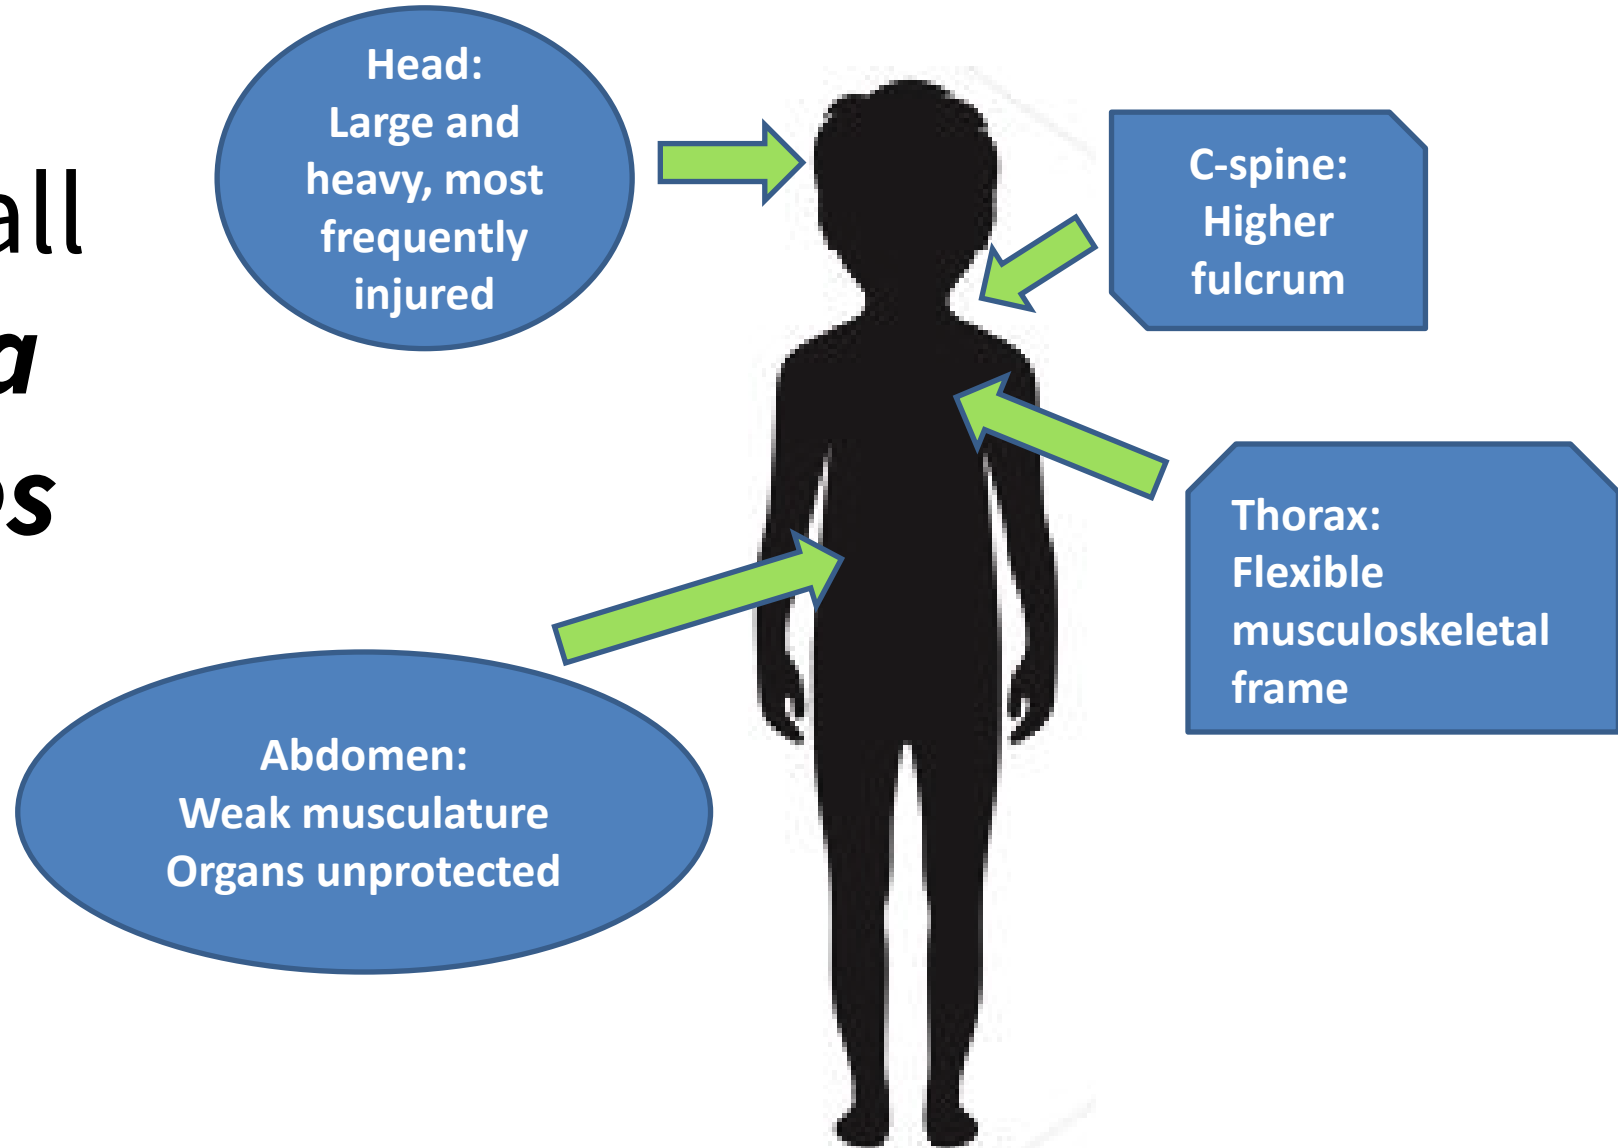 Head:
Large and
heavy, most
frequently
injured
C-spine:
Higher
fulcrum
Thorax:
Flexible
musculoskeletal
frame
Abdomen:
Weak musculature
Organs unprotected